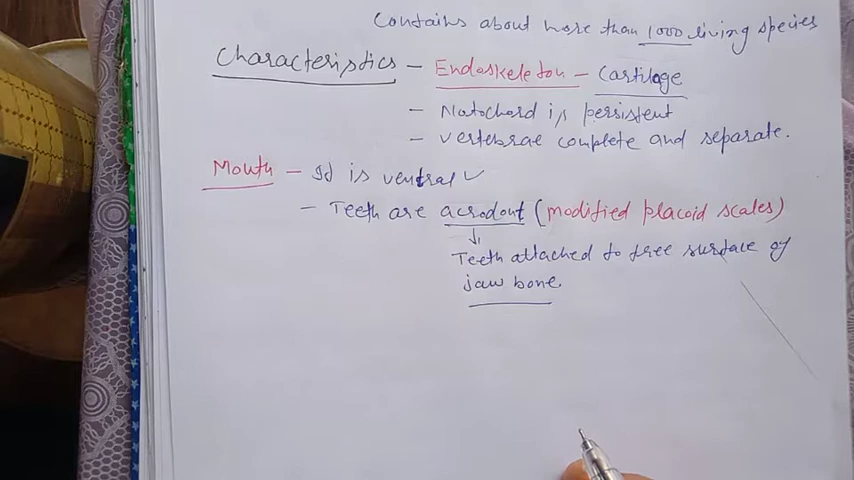 Contains about more than 1000 living species
Characteristics - Endoskeleton - Cartilage
- Notochord is persistent
- vertebrae complete and separate.
Mouth - It is ventral ✓
- Teeth are acrodont (modified placoid scales)
↓
Teeth attached to free surface of
jaw bone.